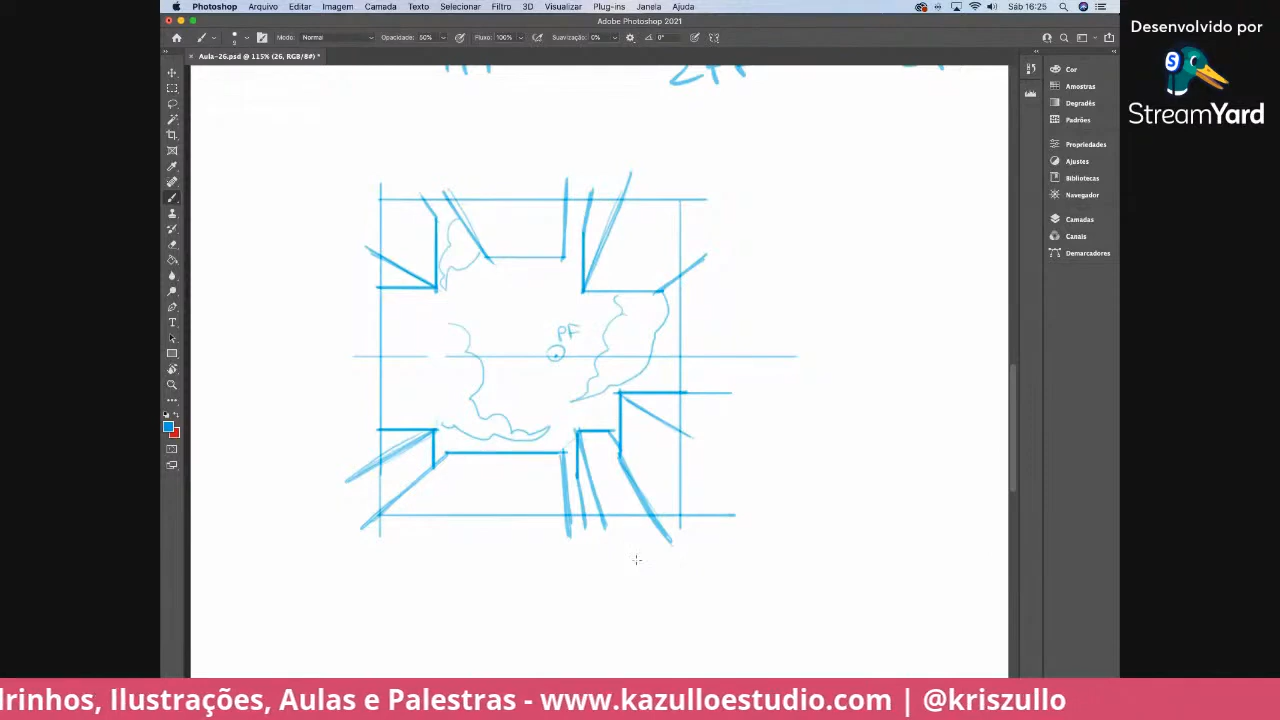 Photoshop Arquivo Editar Imagem Camada Texto Selecionar Filtro 3D Visualizar Plug-ins Janela Ajuda
Sáb 16:25
Adobe Photoshop 2021
Modo: Normal Opacidade: 50% Fluxo: 100% Suavização: 0% 0°
Aula-26.psd @ 115% (26, RGB/8#) *
Desenvolvido por
StreamYard
Cor
Amostras
Degradês
Padrões
Propriedades
Ajustes
Bibliotecas
Navegador
Camadas
Canais
Demarcadores
PF
drinhos, Ilustrações, Aulas e Palestras - www.kazulloestudio.com | @kriszullo